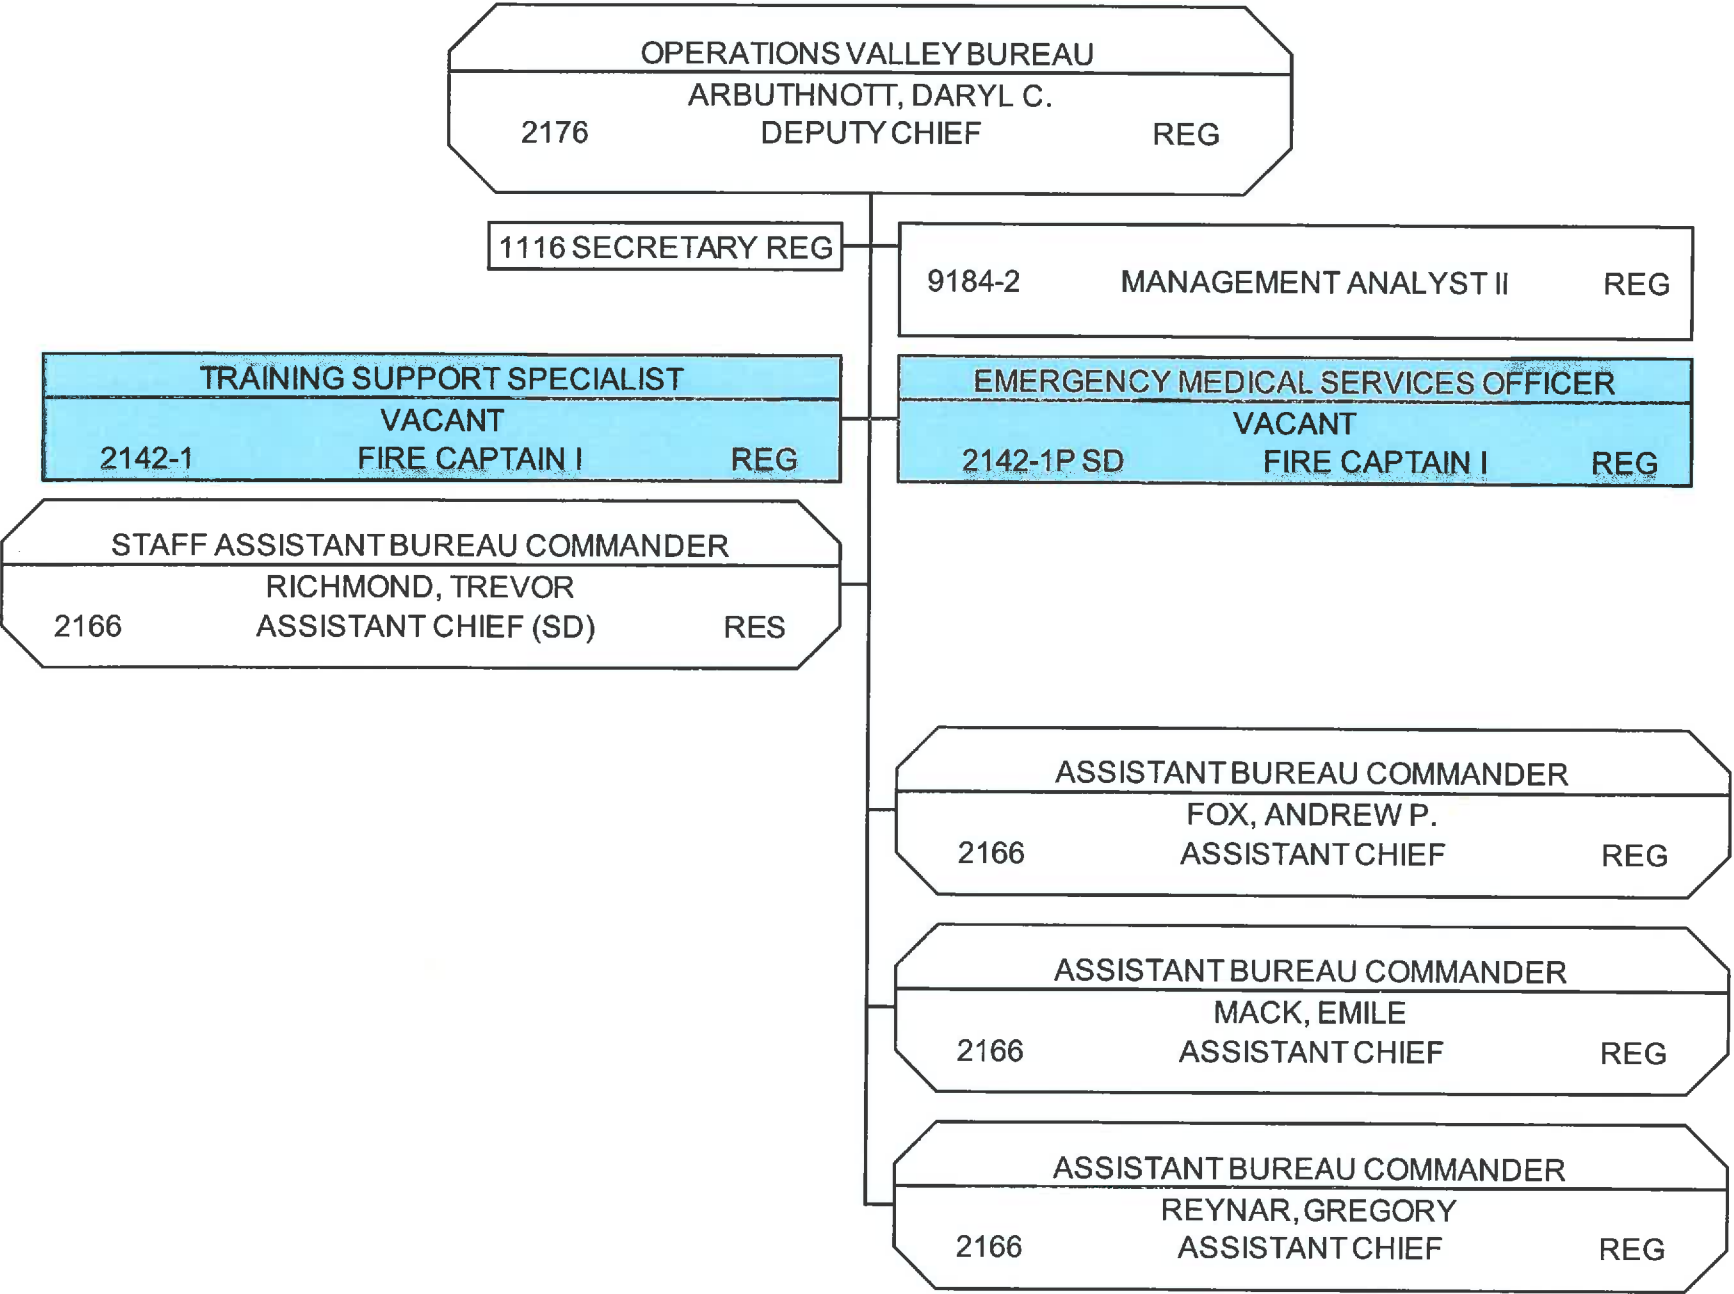 OPERATIONS VALLEY BUREAU
ARBUTHNOTT, DARYL C.
2176 DEPUTY CHIEF REG
1116 SECRETARY REG
9184-2 MANAGEMENT ANALYST II REG
TRAINING SUPPORT SPECIALIST
VACANT
2142-1 FIRE CAPTAIN I REG
EMERGENCY MEDICAL SERVICES OFFICER
VACANT
2142-1P SD FIRE CAPTAIN I REG
STAFF ASSISTANT BUREAU COMMANDER
RICHMOND, TREVOR
2166 ASSISTANT CHIEF (SD) RES
ASSISTANT BUREAU COMMANDER
FOX, ANDREW P.
2166 ASSISTANT CHIEF REG
ASSISTANT BUREAU COMMANDER
MACK, EMILE
2166 ASSISTANT CHIEF REG
ASSISTANT BUREAU COMMANDER
REYNAR, GREGORY
2166 ASSISTANT CHIEF REG